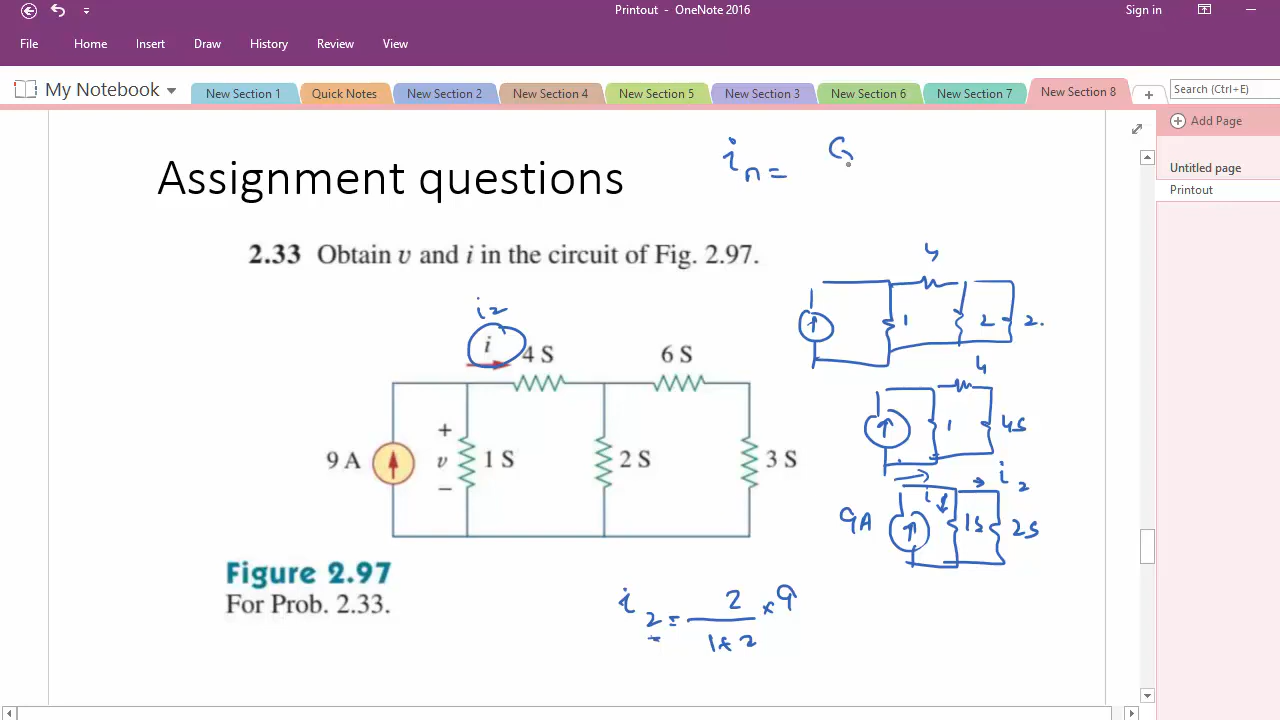 Printout - OneNote 2016
Sign in
File Home Insert Draw History Review View
My Notebook
New Section 1 Quick Notes New Section 2 New Section 4 New Section 5 New Section 3 New Section 6 New Section 7 New Section 8
Search (Ctrl+E)
Add Page
Untitled page
Printout
Assignment questions
i n = G
2.33 Obtain v and i in the circuit of Fig. 2.97.
i2
i
4 S
6 S
9 A
+
v
−
1 S
2 S
3 S
4
1
2
2.
4
1
4S
i2
i
9A
1S
2S
Figure 2.97
For Prob. 2.33.
i2 = 2 × 9
1+2